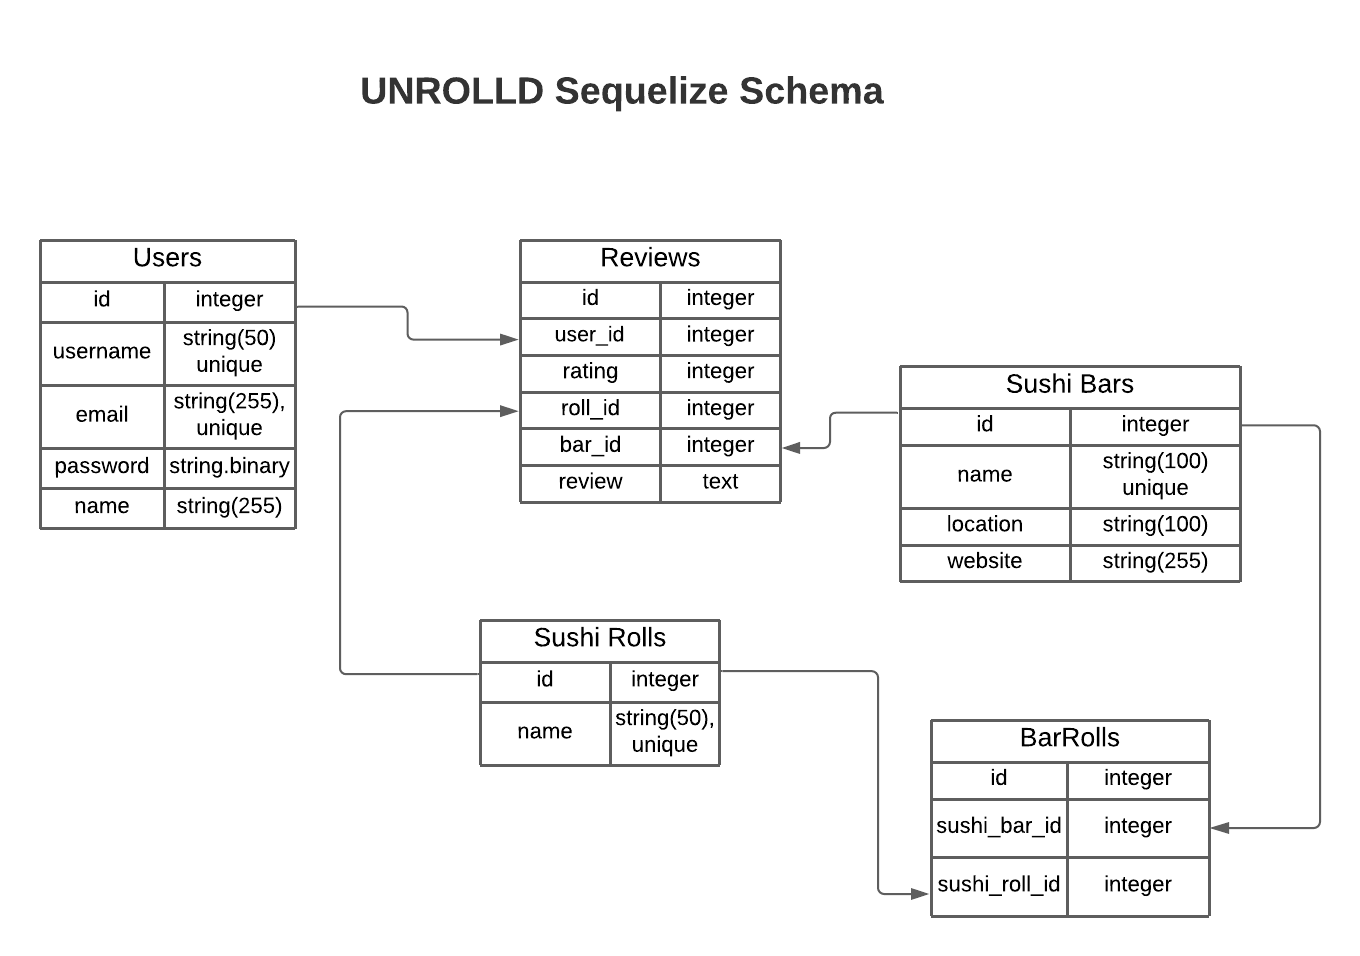 UNROLLD Sequelize Schema
Users
id integer
username string(50)
unique
email string(255),
unique
password string.binary
name string(255)
Reviews
id integer
user_id integer
rating integer
roll_id integer
bar_id integer
review text
Sushi Bars
id integer
name string(100)
unique
location string(100)
website string(255)
Sushi Rolls
id integer
name string(50),
unique
BarRolls
id integer
sushi_bar_id integer
sushi_roll_id integer